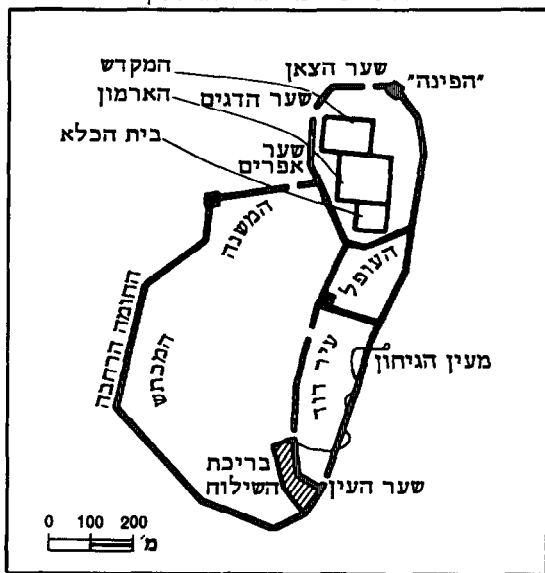 שער הצאן
המקדש
"הפינה"
שער הדגים
הארמון
בית הכלא
שער
אפרים
המשנה
העופל
החומה הרחבה
המכתש
עיר דוד
מעין הגיחון
בריכת
השילוח
שער העין
0 100 200
מ'